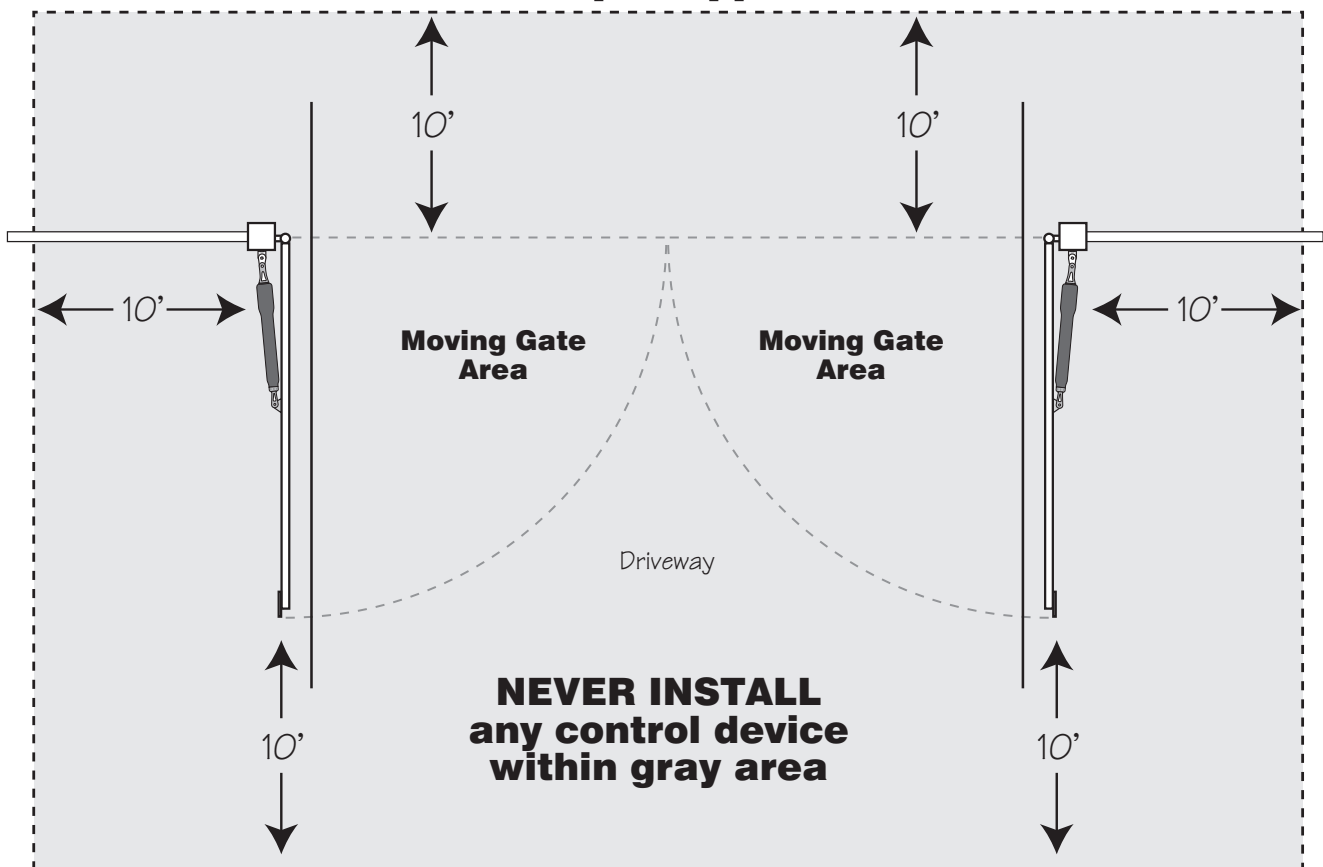 10’
10’
10’
10’
Moving Gate
Area
Moving Gate
Area
Driveway
NEVER INSTALL
any control device
within gray area
10’
10’